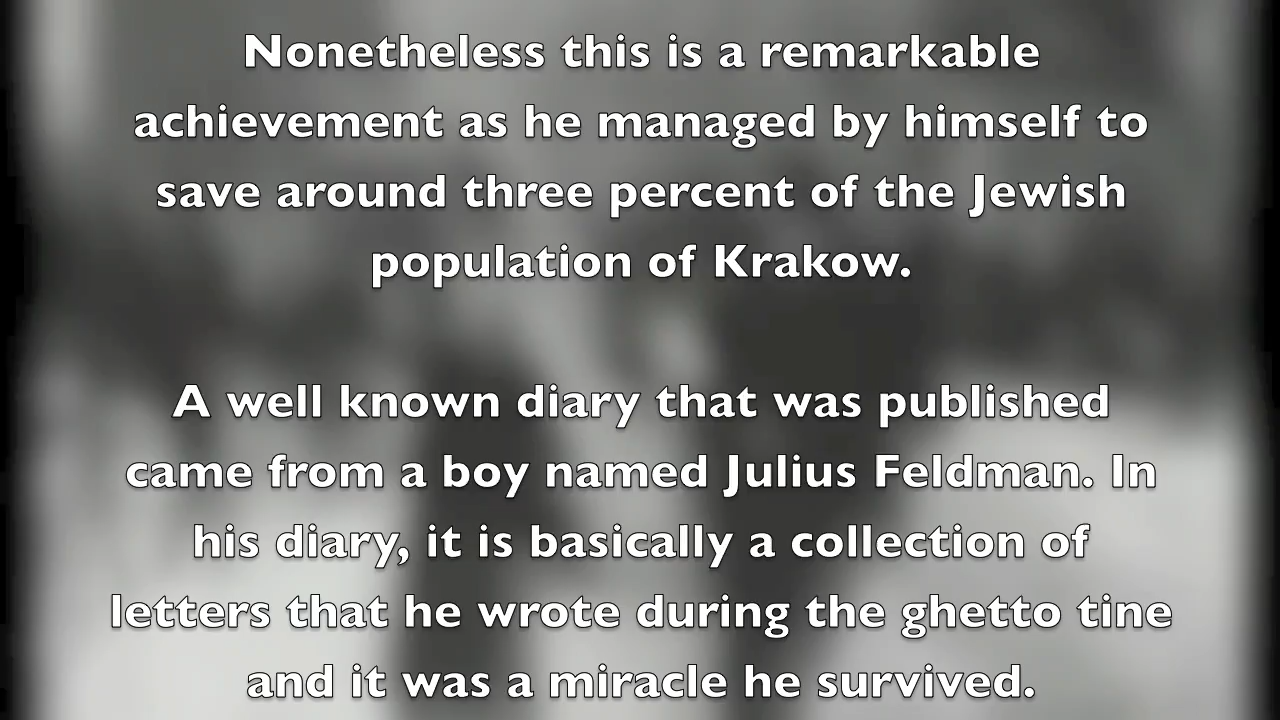 Nonetheless this is a remarkable
achievement as he managed by himself to
save around three percent of the Jewish
population of Krakow.
A well known diary that was published
came from a boy named Julius Feldman. In
his diary, it is basically a collection of
letters that he wrote during the ghetto tine
and it was a miracle he survived.